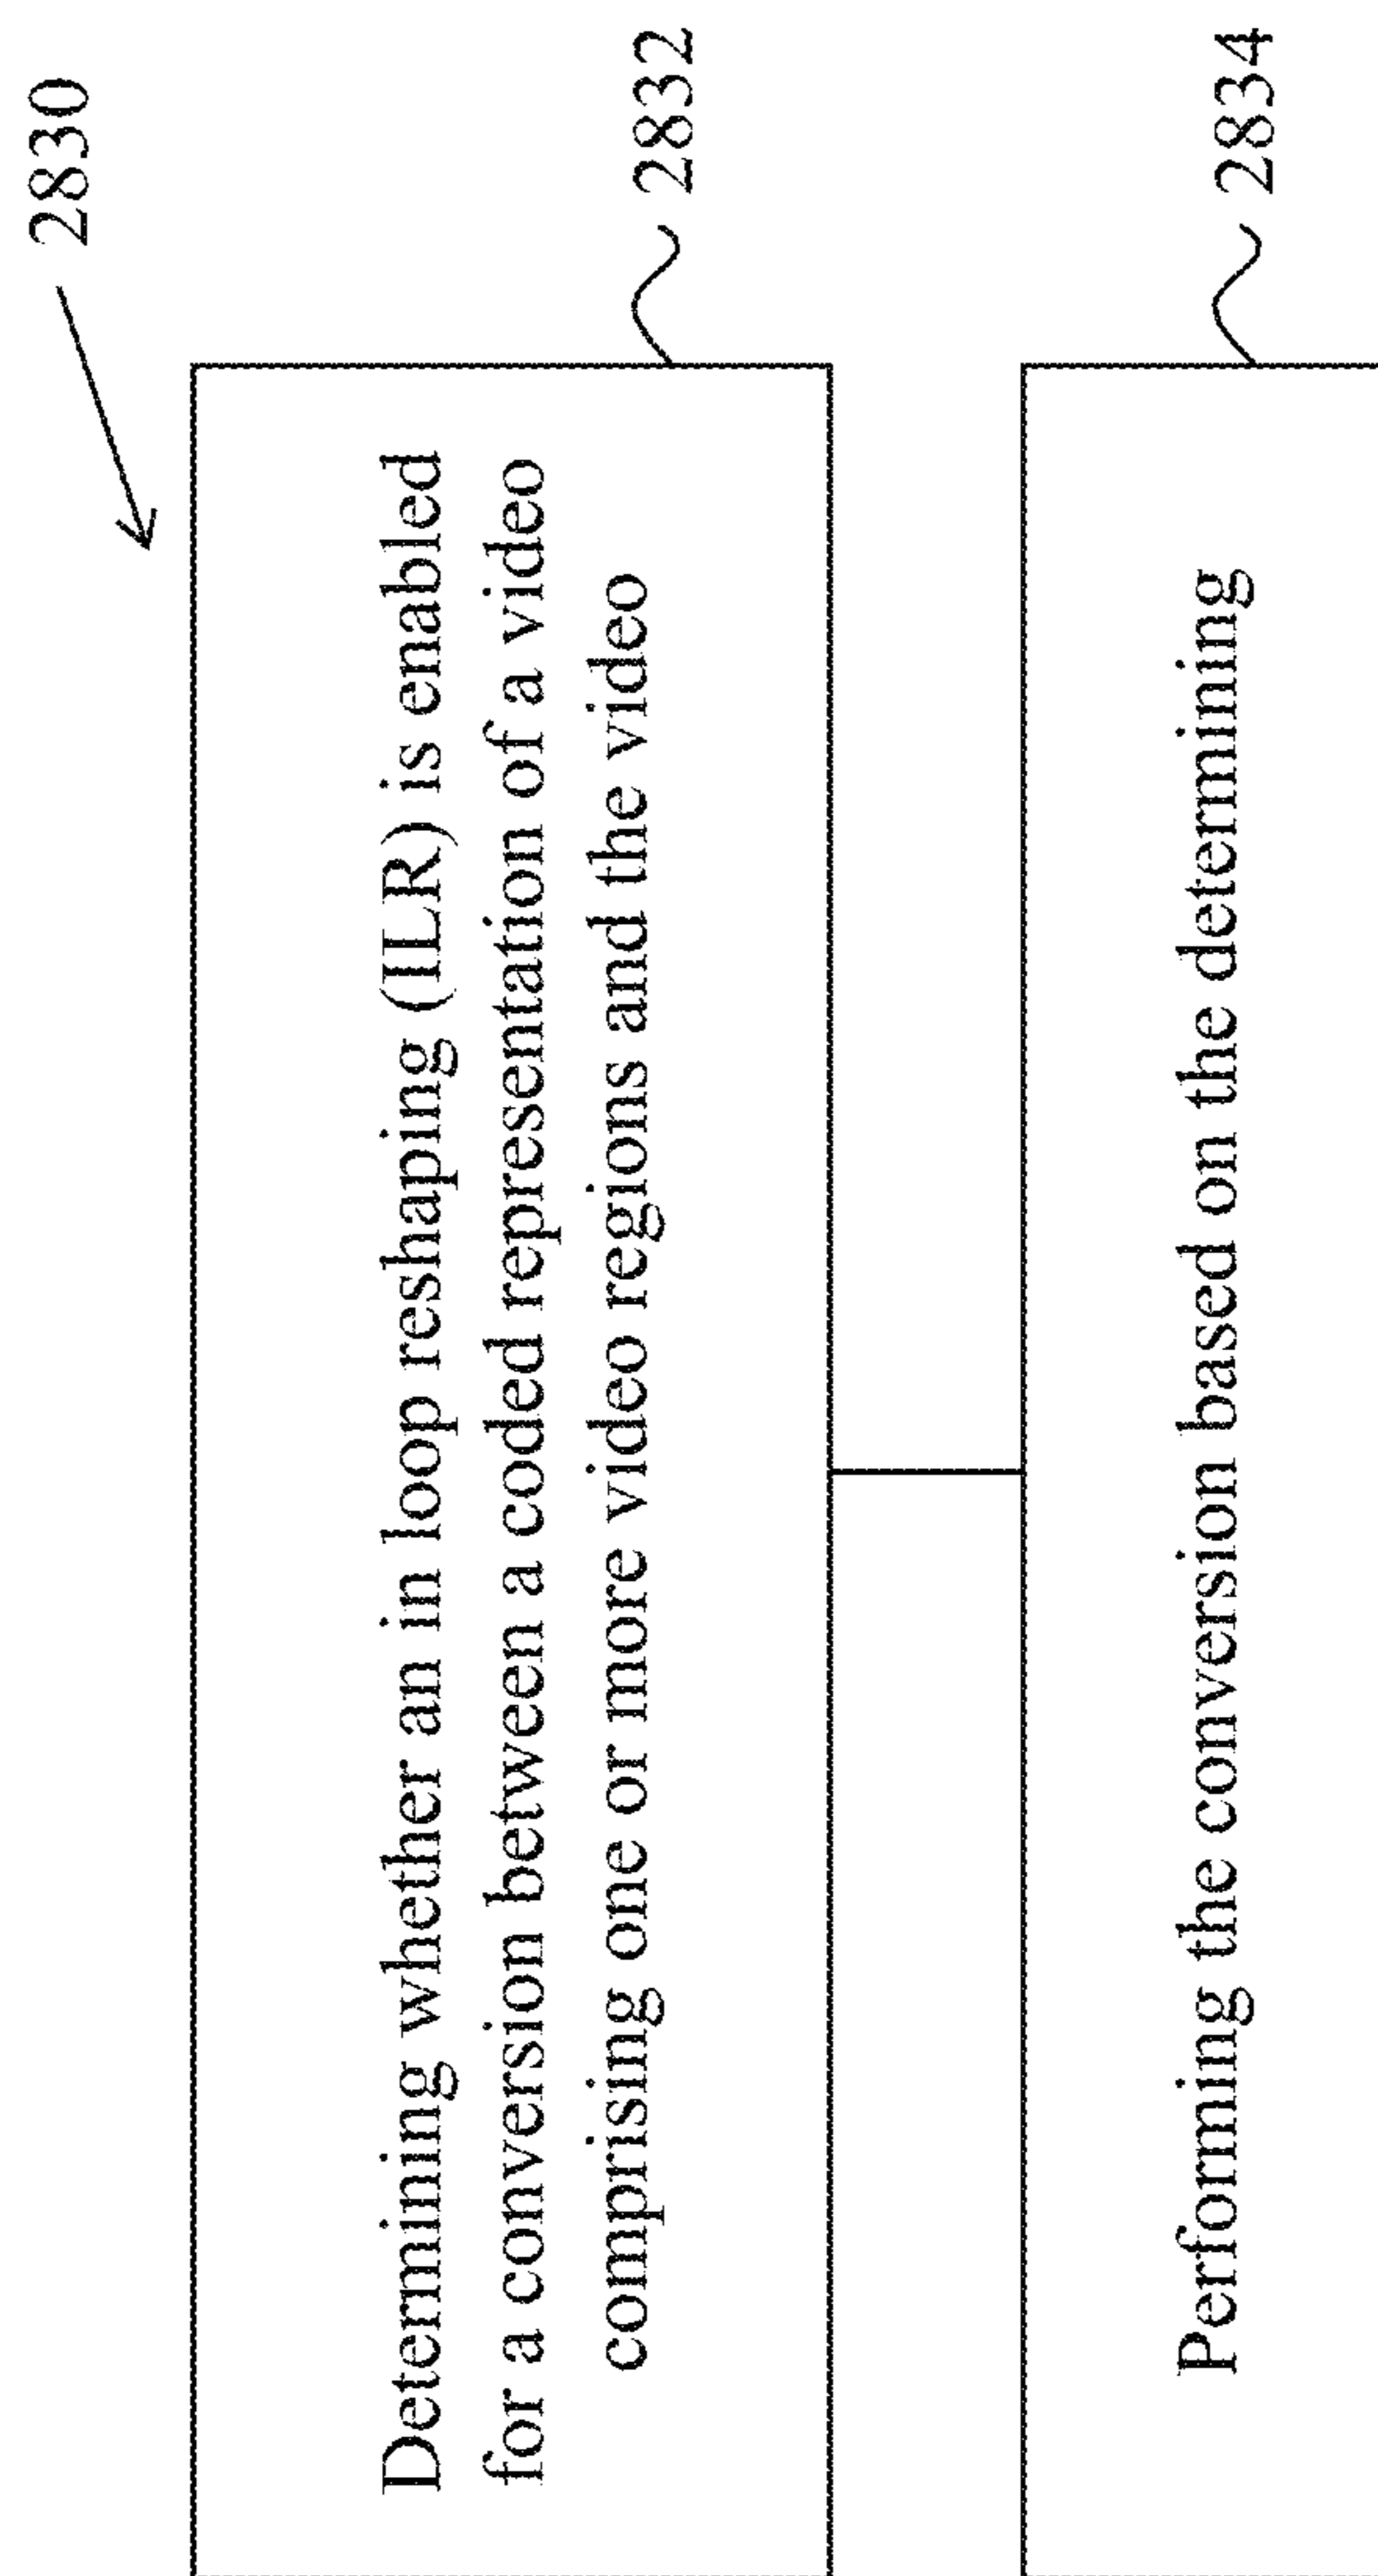 2830
Determining whether an in loop reshaping (ILR) is enabled
for a conversion between a coded representation of a video
comprising one or more video regions and the video
2832
Performing the conversion based on the determining
2834